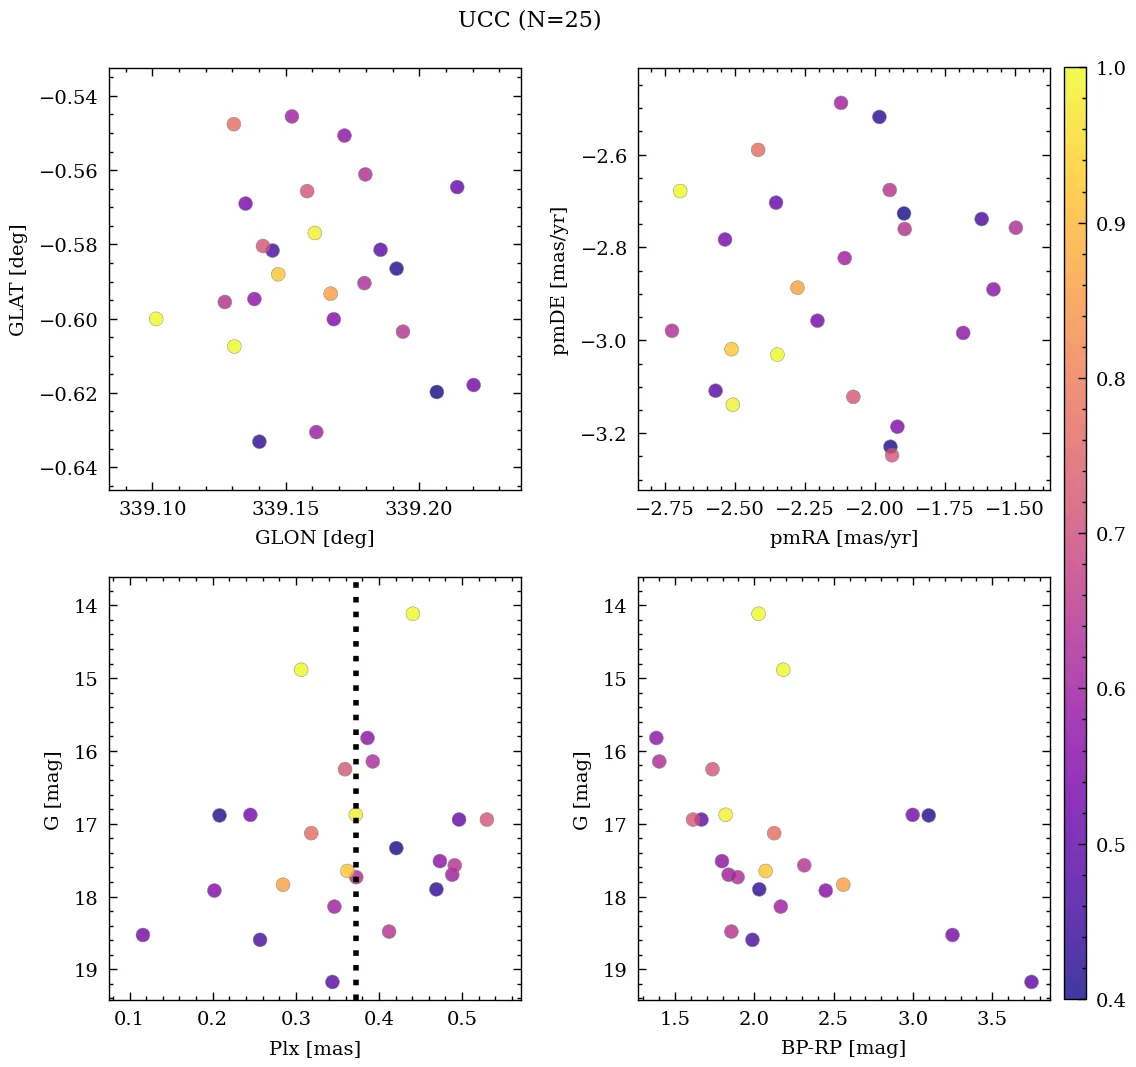 UCC (N=25)
−0.54
−0.56
−0.58
−0.60
−0.62
−0.64
GLAT [deg]
339.10 339.15 339.20
GLON [deg]
−2.6
−2.8
−3.0
−3.2
pmDE [mas/yr]
−2.75 −2.50 −2.25 −2.00 −1.75 −1.50
pmRA [mas/yr]
14
15
16
17
18
19
G [mag]
0.1 0.2 0.3 0.4 0.5
Plx [mas]
14
15
16
17
18
19
G [mag]
1.5 2.0 2.5 3.0 3.5
BP-RP [mag]
1.0
0.9
0.8
0.7
0.6
0.5
0.4